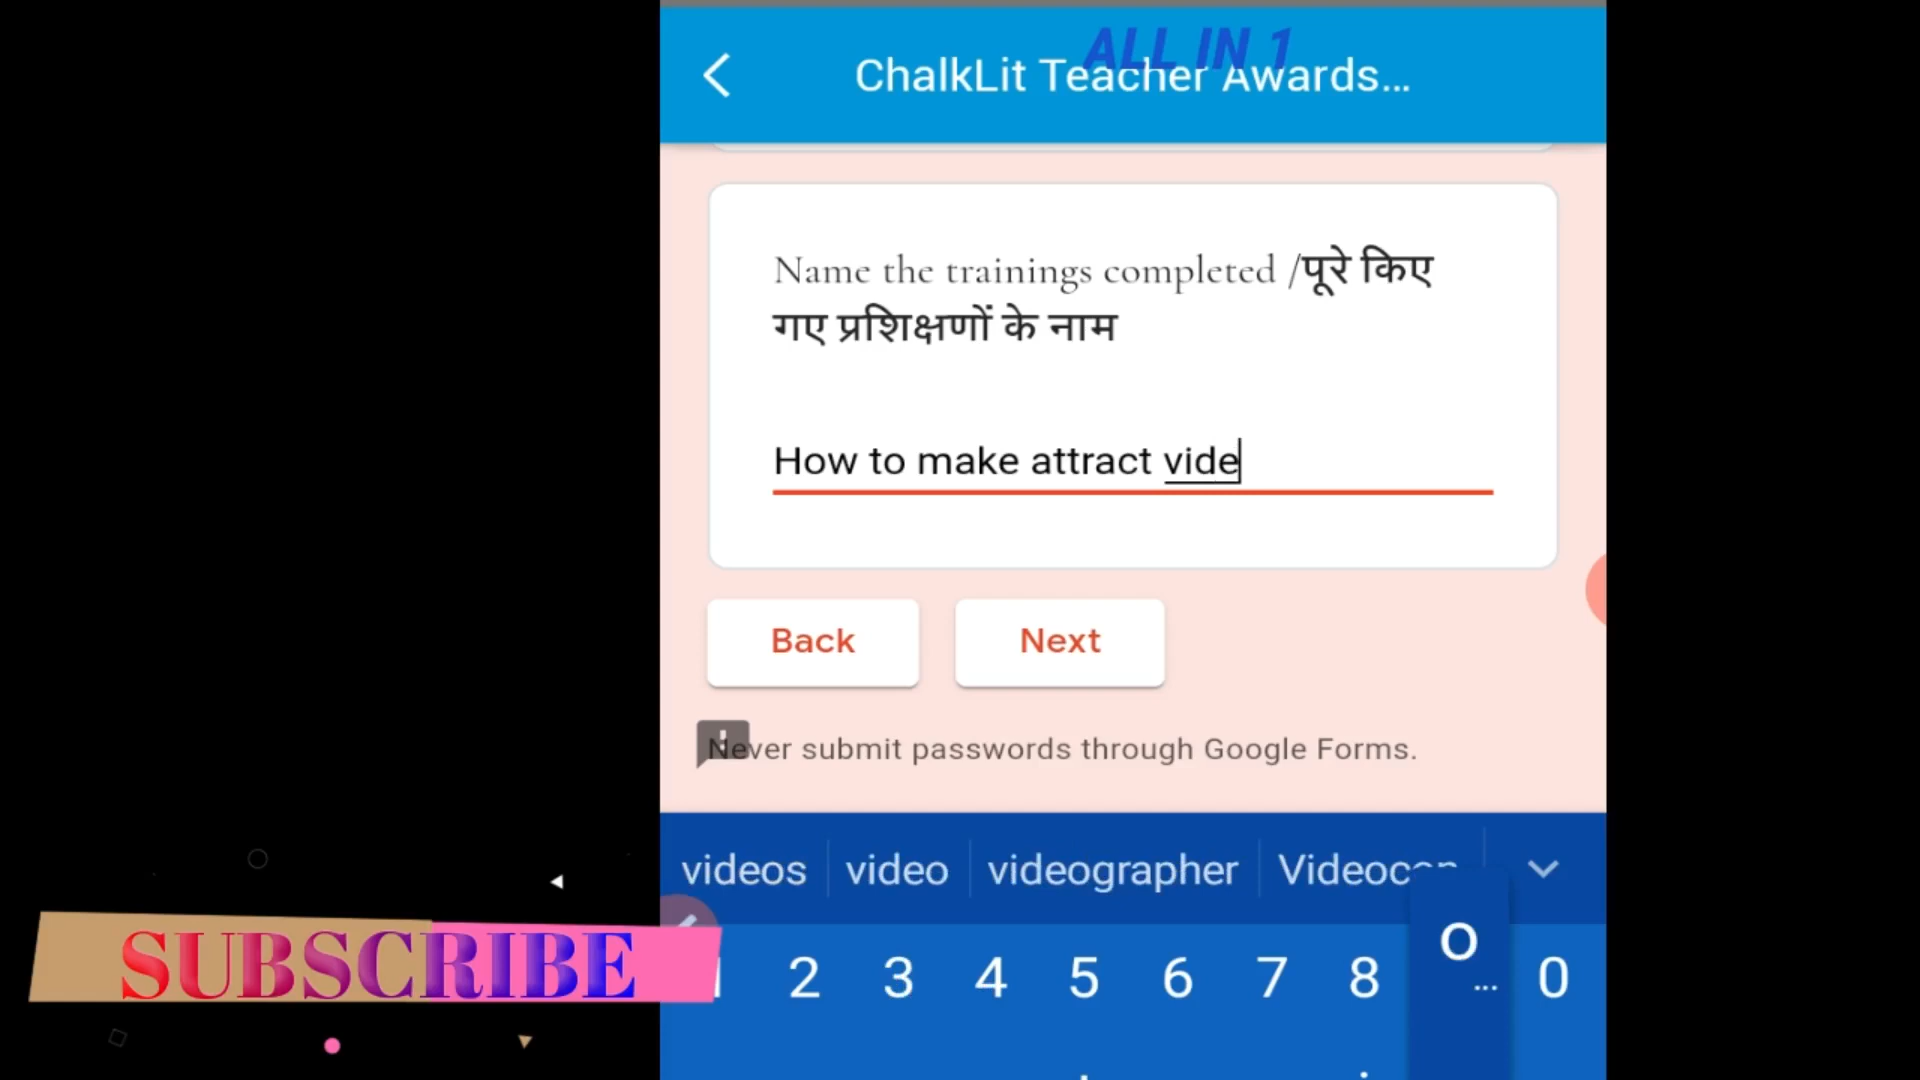 ALL IN 1
ChalkLit Teacher Awards...
Name the trainings completed /पूरे किए
गए प्रशिक्षणों के नाम
How to make attract vide
Back
Next
Never submit passwords through Google Forms.
videos
video
videographer
SUBSCRIBE
2
3
4
5
6
7
8
o
...
0